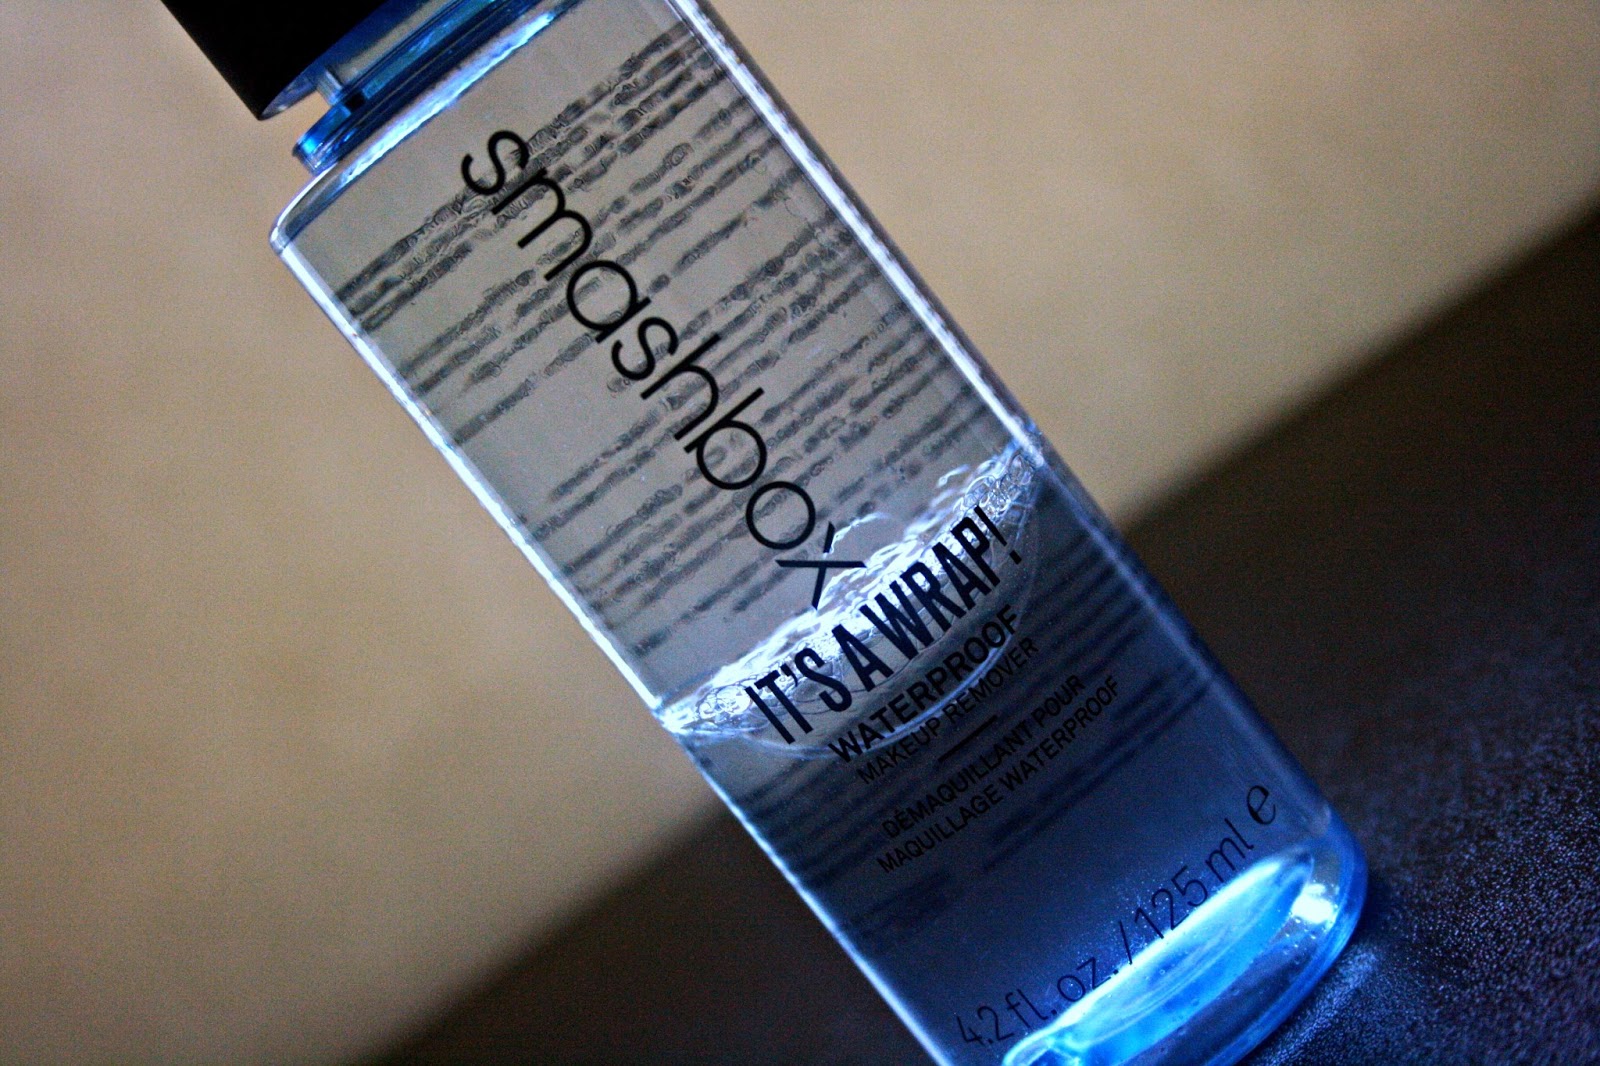 smashbox
IT'S A WRAP!
WATERPROOF
MAKEUP REMOVER
DÉMAQUILLANT POUR
MAQUILLAGE WATERPROOF
4.2 fl. oz. / 125 ml e